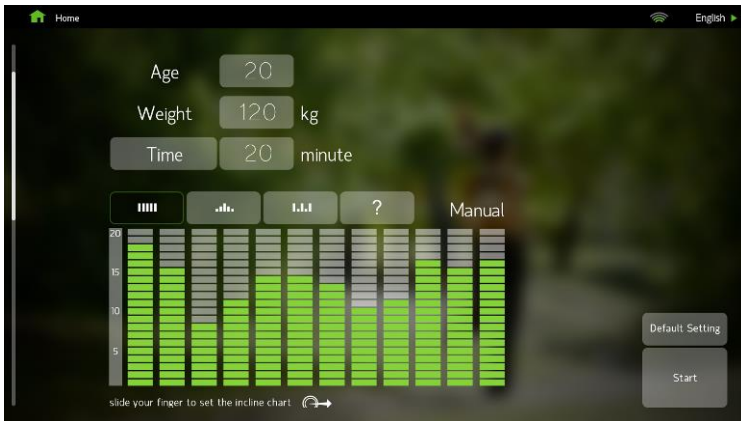 Home
English
Age 20
Weight 120 kg
Time 20 minute
? Manual
20
15
10
5
Default Setting
Start
slide your finger to set the incline chart